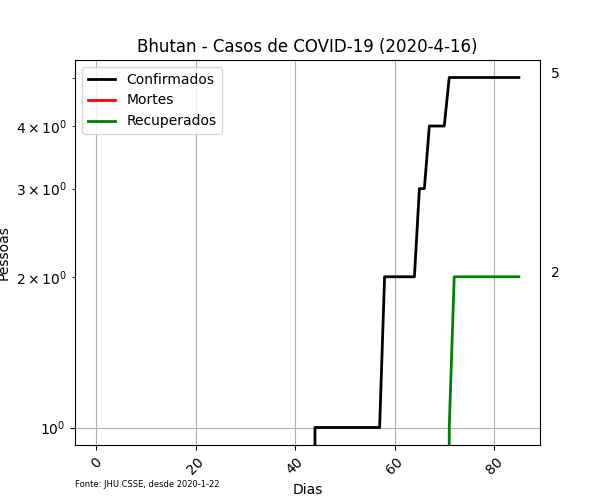 Bhutan - Casos de COVID-19 (2020-4-16)
Confirmados
Mortes
Recuperados
5
4 × 10⁰
3 × 10⁰
2 × 10⁰
2
10⁰
Pessoas
0 20 40 60 80
Dias
Fonte: JHU CSSE, desde 2020-1-22